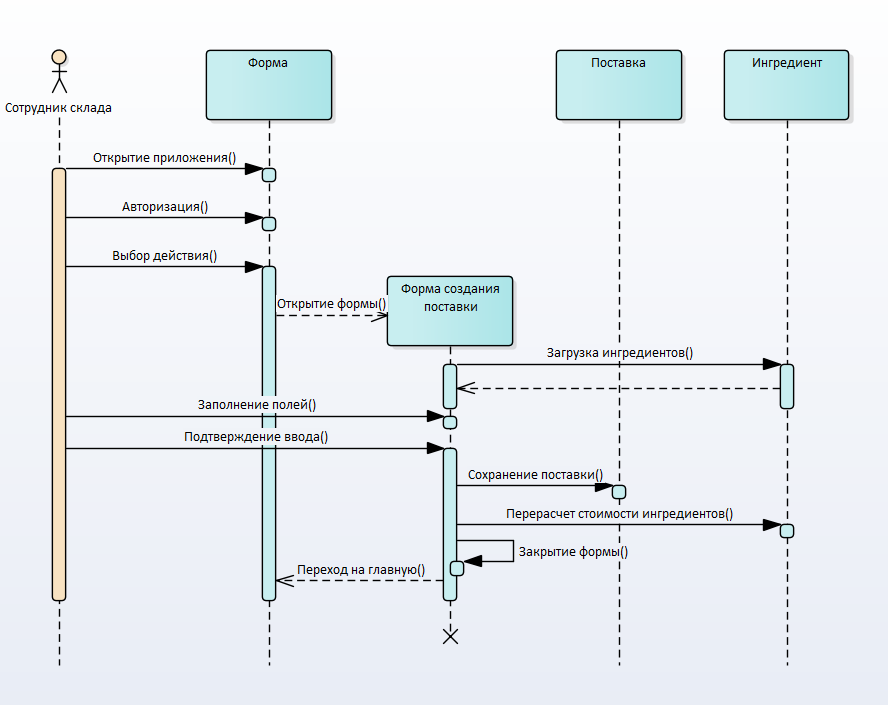 Форма
Поставка
Ингредиент
Сотрудник склада
Открытие приложения()
Авторизация()
Выбор действия()
Форма создания
поставки
Открытие формы()
Загрузка ингредиентов()
Заполнение полей()
Подтверждение ввода()
Сохранение поставки()
Перерасчет стоимости ингредиентов()
Закрытие формы()
Переход на главную()